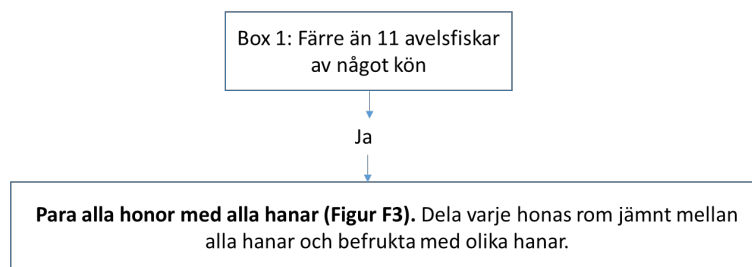 Box 1: Färre än 11 avelsfiskar
av något kön
Ja
Para alla honor med alla hanar (Figur F3). Dela varje honas rom jämnt mellan
alla hanar och befrukta med olika hanar.